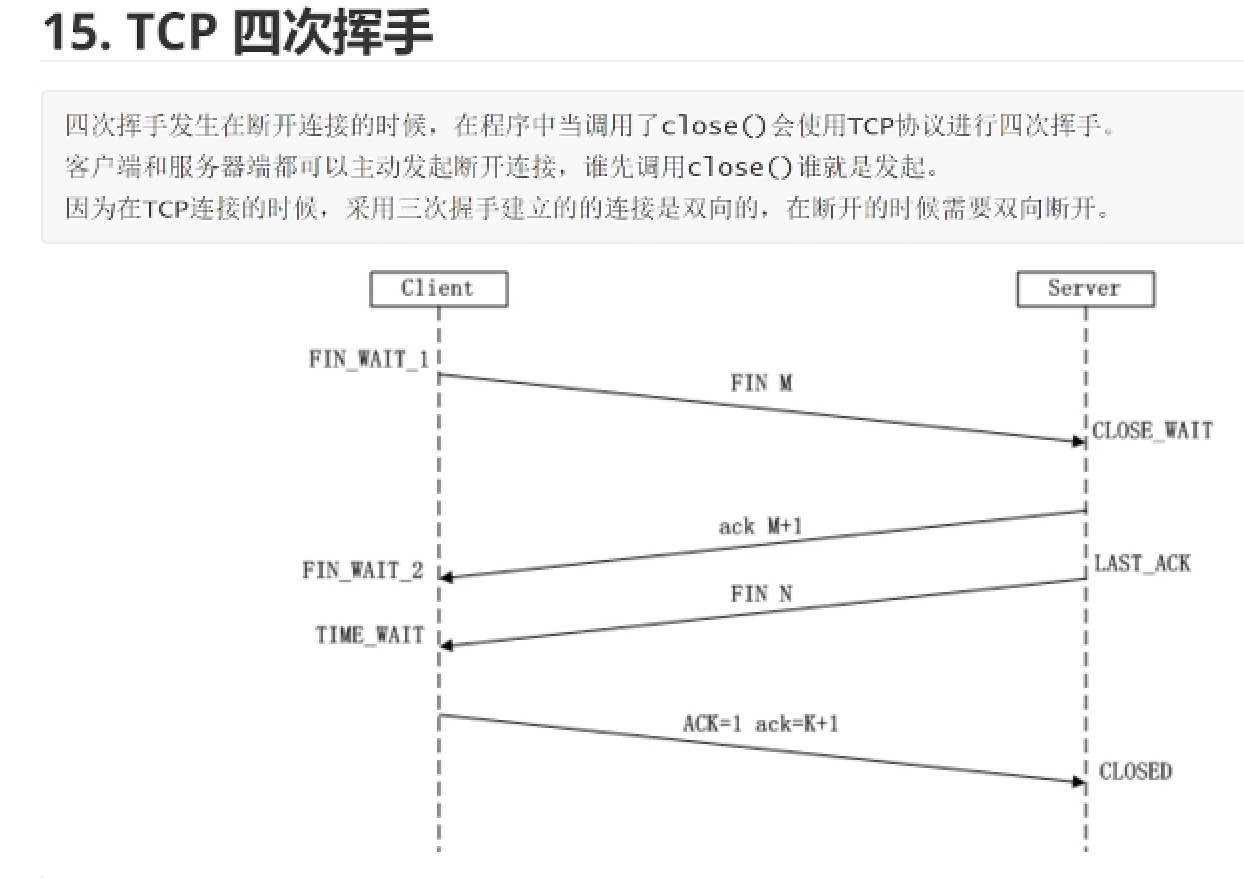 15. TCP 四次挥手
四次挥手发生在断开连接的时候，在程序中当调用了close()会使用TCP协议进行四次挥手。
客户端和服务器端都可以主动发起断开连接，谁先调用close()谁就是发起。
因为在TCP连接的时候，采用三次握手建立的的连接是双向的，在断开的时候需要双向断开。
Client
Server
FIN_WAIT_1
FIN M
CLOSE_WAIT
ack M+1
FIN_WAIT_2
LAST_ACK
FIN N
TIME_WAIT
ACK=1 ack=K+1
CLOSED